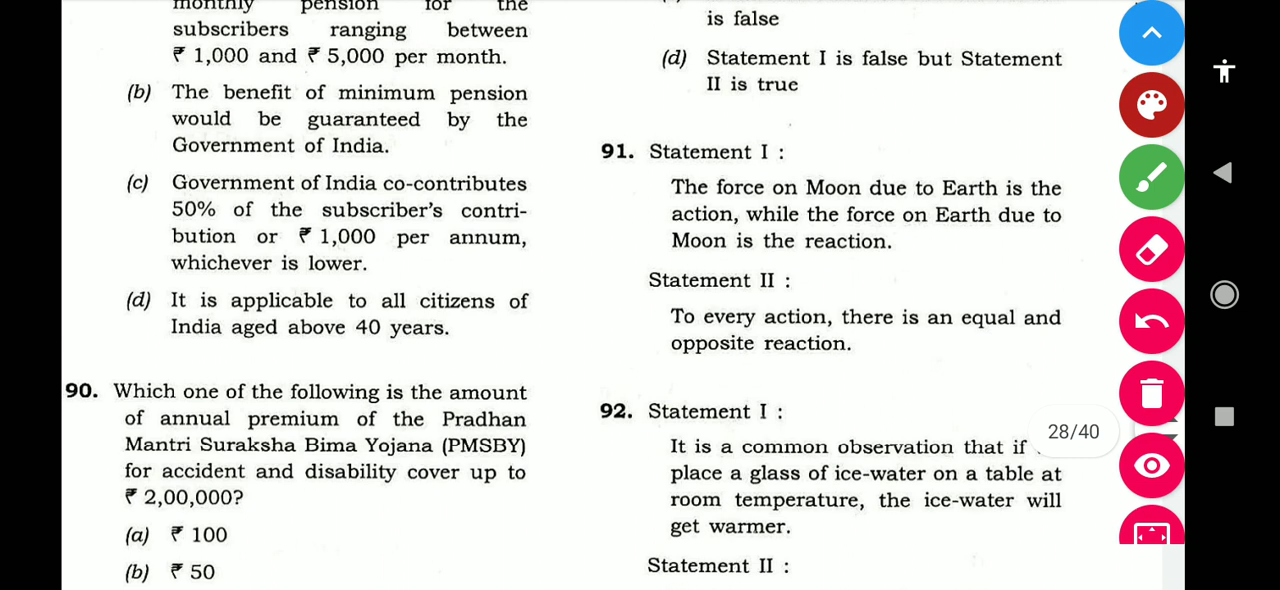 monthly pension for the
subscribers ranging between
₹ 1,000 and ₹ 5,000 per month.
(b) The benefit of minimum pension
would be guaranteed by the
Government of India.
(c) Government of India co-contributes
50% of the subscriber's contri-
bution or ₹ 1,000 per annum,
whichever is lower.
(d) It is applicable to all citizens of
India aged above 40 years.
90. Which one of the following is the amount
of annual premium of the Pradhan
Mantri Suraksha Bima Yojana (PMSBY)
for accident and disability cover up to
₹ 2,00,000?
(a) ₹ 100
(b) ₹ 50
is false
(d) Statement I is false but Statement
II is true
91. Statement I :
The force on Moon due to Earth is the
action, while the force on Earth due to
Moon is the reaction.
Statement II :
To every action, there is an equal and
opposite reaction.
92. Statement I :
It is a common observation that if
place a glass of ice-water on a table at
room temperature, the ice-water will
get warmer.
Statement II :
28/40